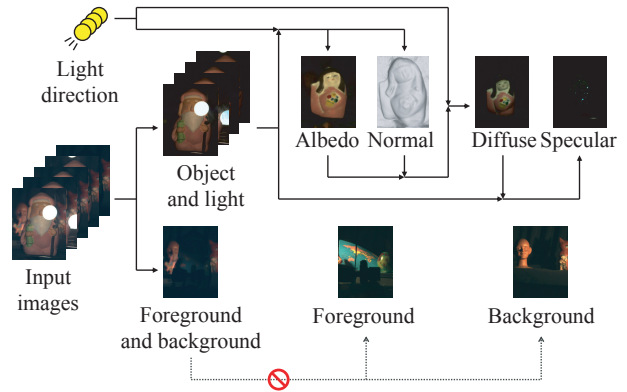 Light
direction
Albedo
Normal
Diffuse
Specular
Object
and light
Input
images
Foreground
and background
Foreground
Background